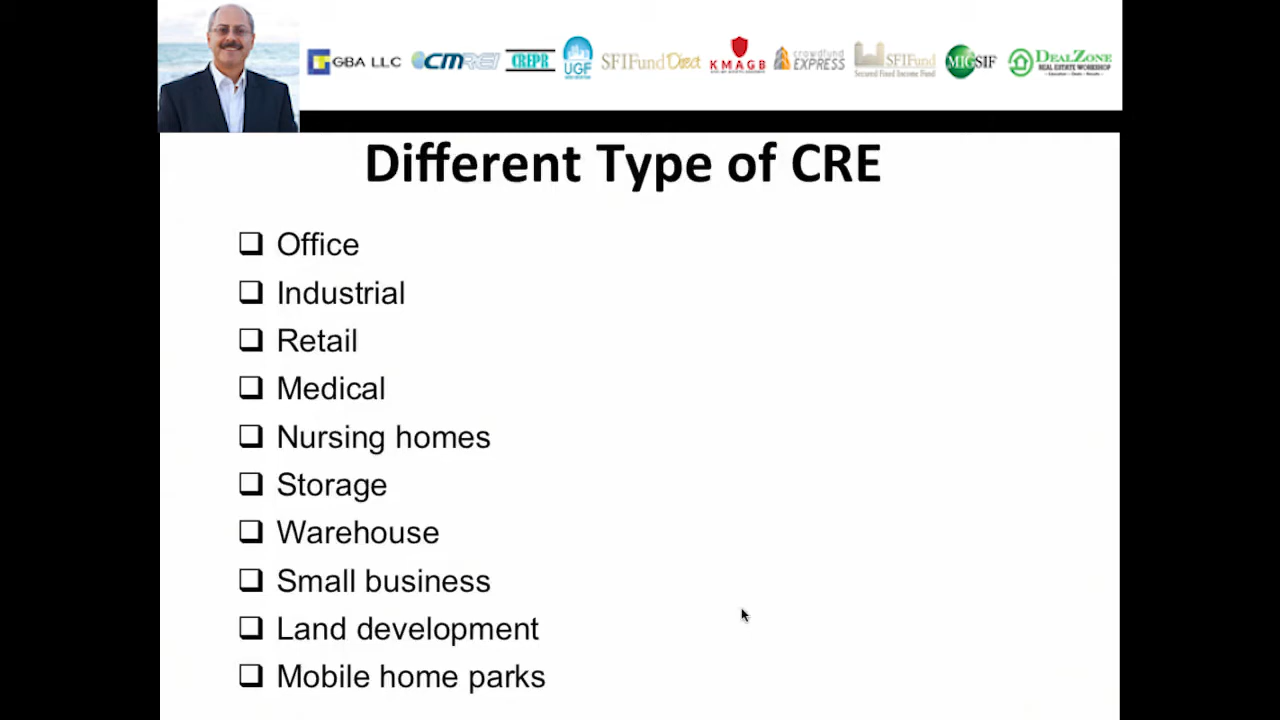 GBA LLC
CMREI
CREPR
UGF
SFIFund Direct
KMAGB
crowdfund
EXPRESS
SFIFund
Secured Fixed Income Fund
MIGSIF
DEALZONE
REAL ESTATE WORKSHOP
Different Type of CRE
❑ Office
❑ Industrial
❑ Retail
❑ Medical
❑ Nursing homes
❑ Storage
❑ Warehouse
❑ Small business
❑ Land development
❑ Mobile home parks